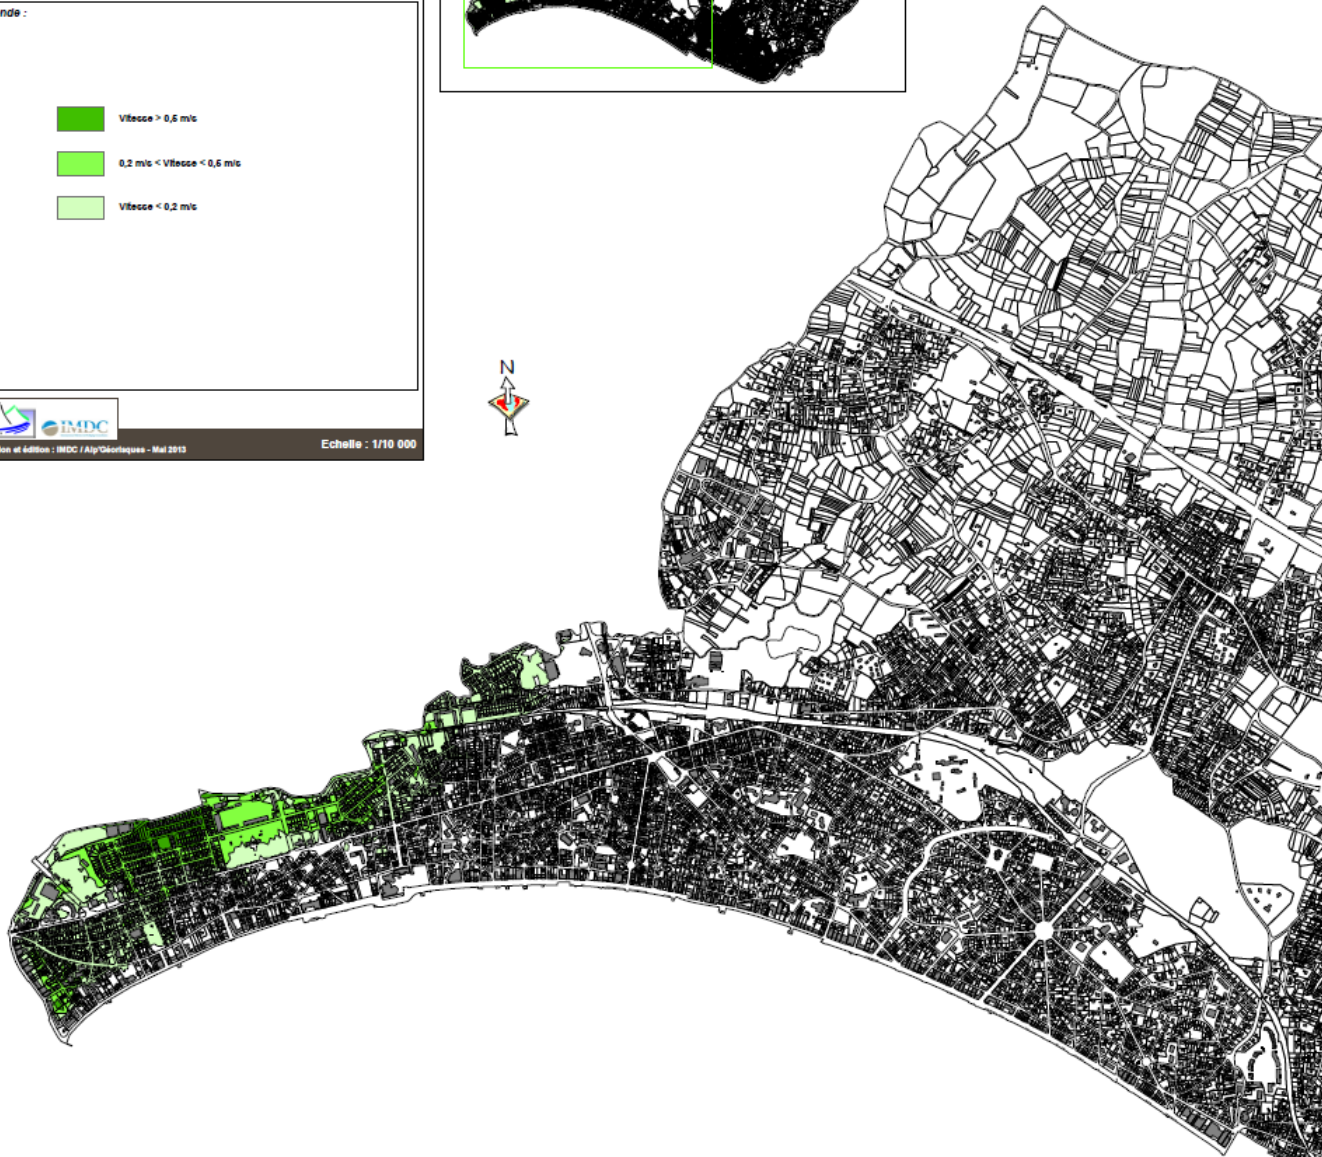 nde :
Vitesse > 0,5 m/s
0,2 m/s < Vitesse < 0,5 m/s
Vitesse < 0,2 m/s
N
IMDC
ion et édition : IMDC / Alp'Géorisques - Mai 2013
Echelle : 1/10 000